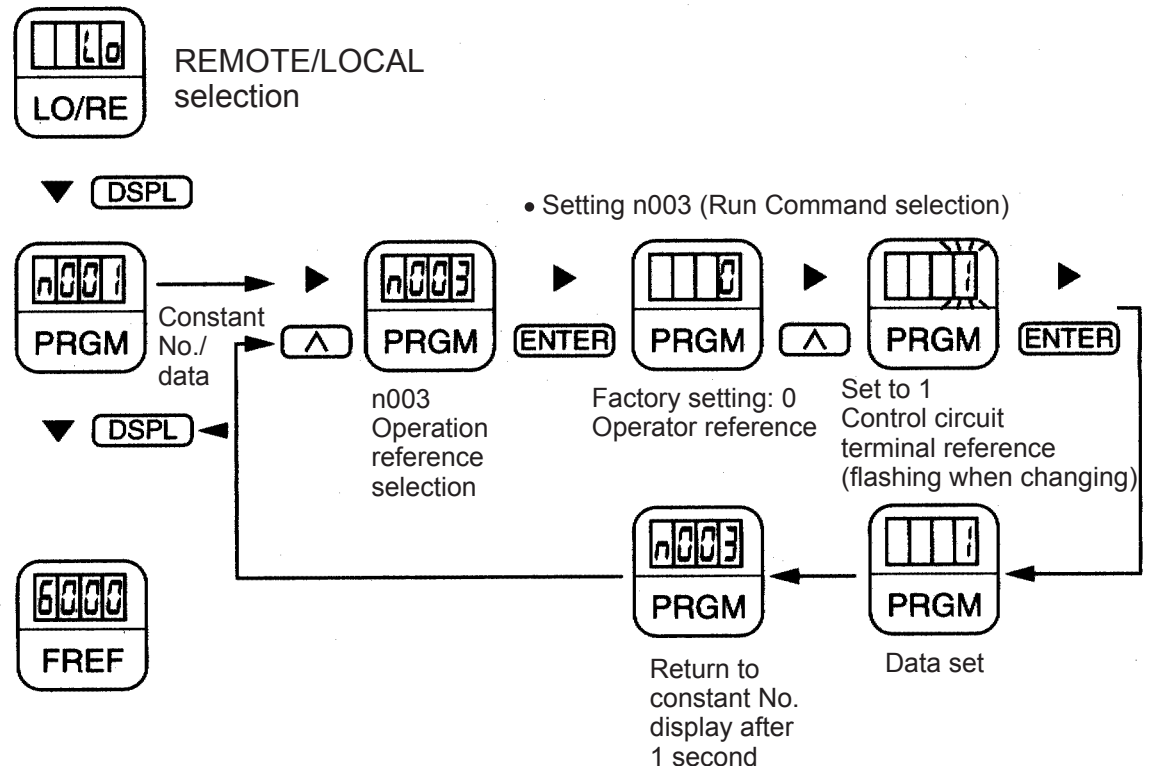 Lo
LO/RE
REMOTE/LOCAL
selection
DSPL
• Setting n003 (Run Command selection)
n001
PRGM
Constant
No./
data
∧
n003
PRGM
ENTER
0
PRGM
∧
1
PRGM
ENTER
n003
Operation
reference
selection
Factory setting: 0
Operator reference
Set to 1
Control circuit
terminal reference
(flashing when changing)
DSPL
n003
PRGM
Return to
constant No.
display after
1 second
1
PRGM
Data set
60.00
FREF